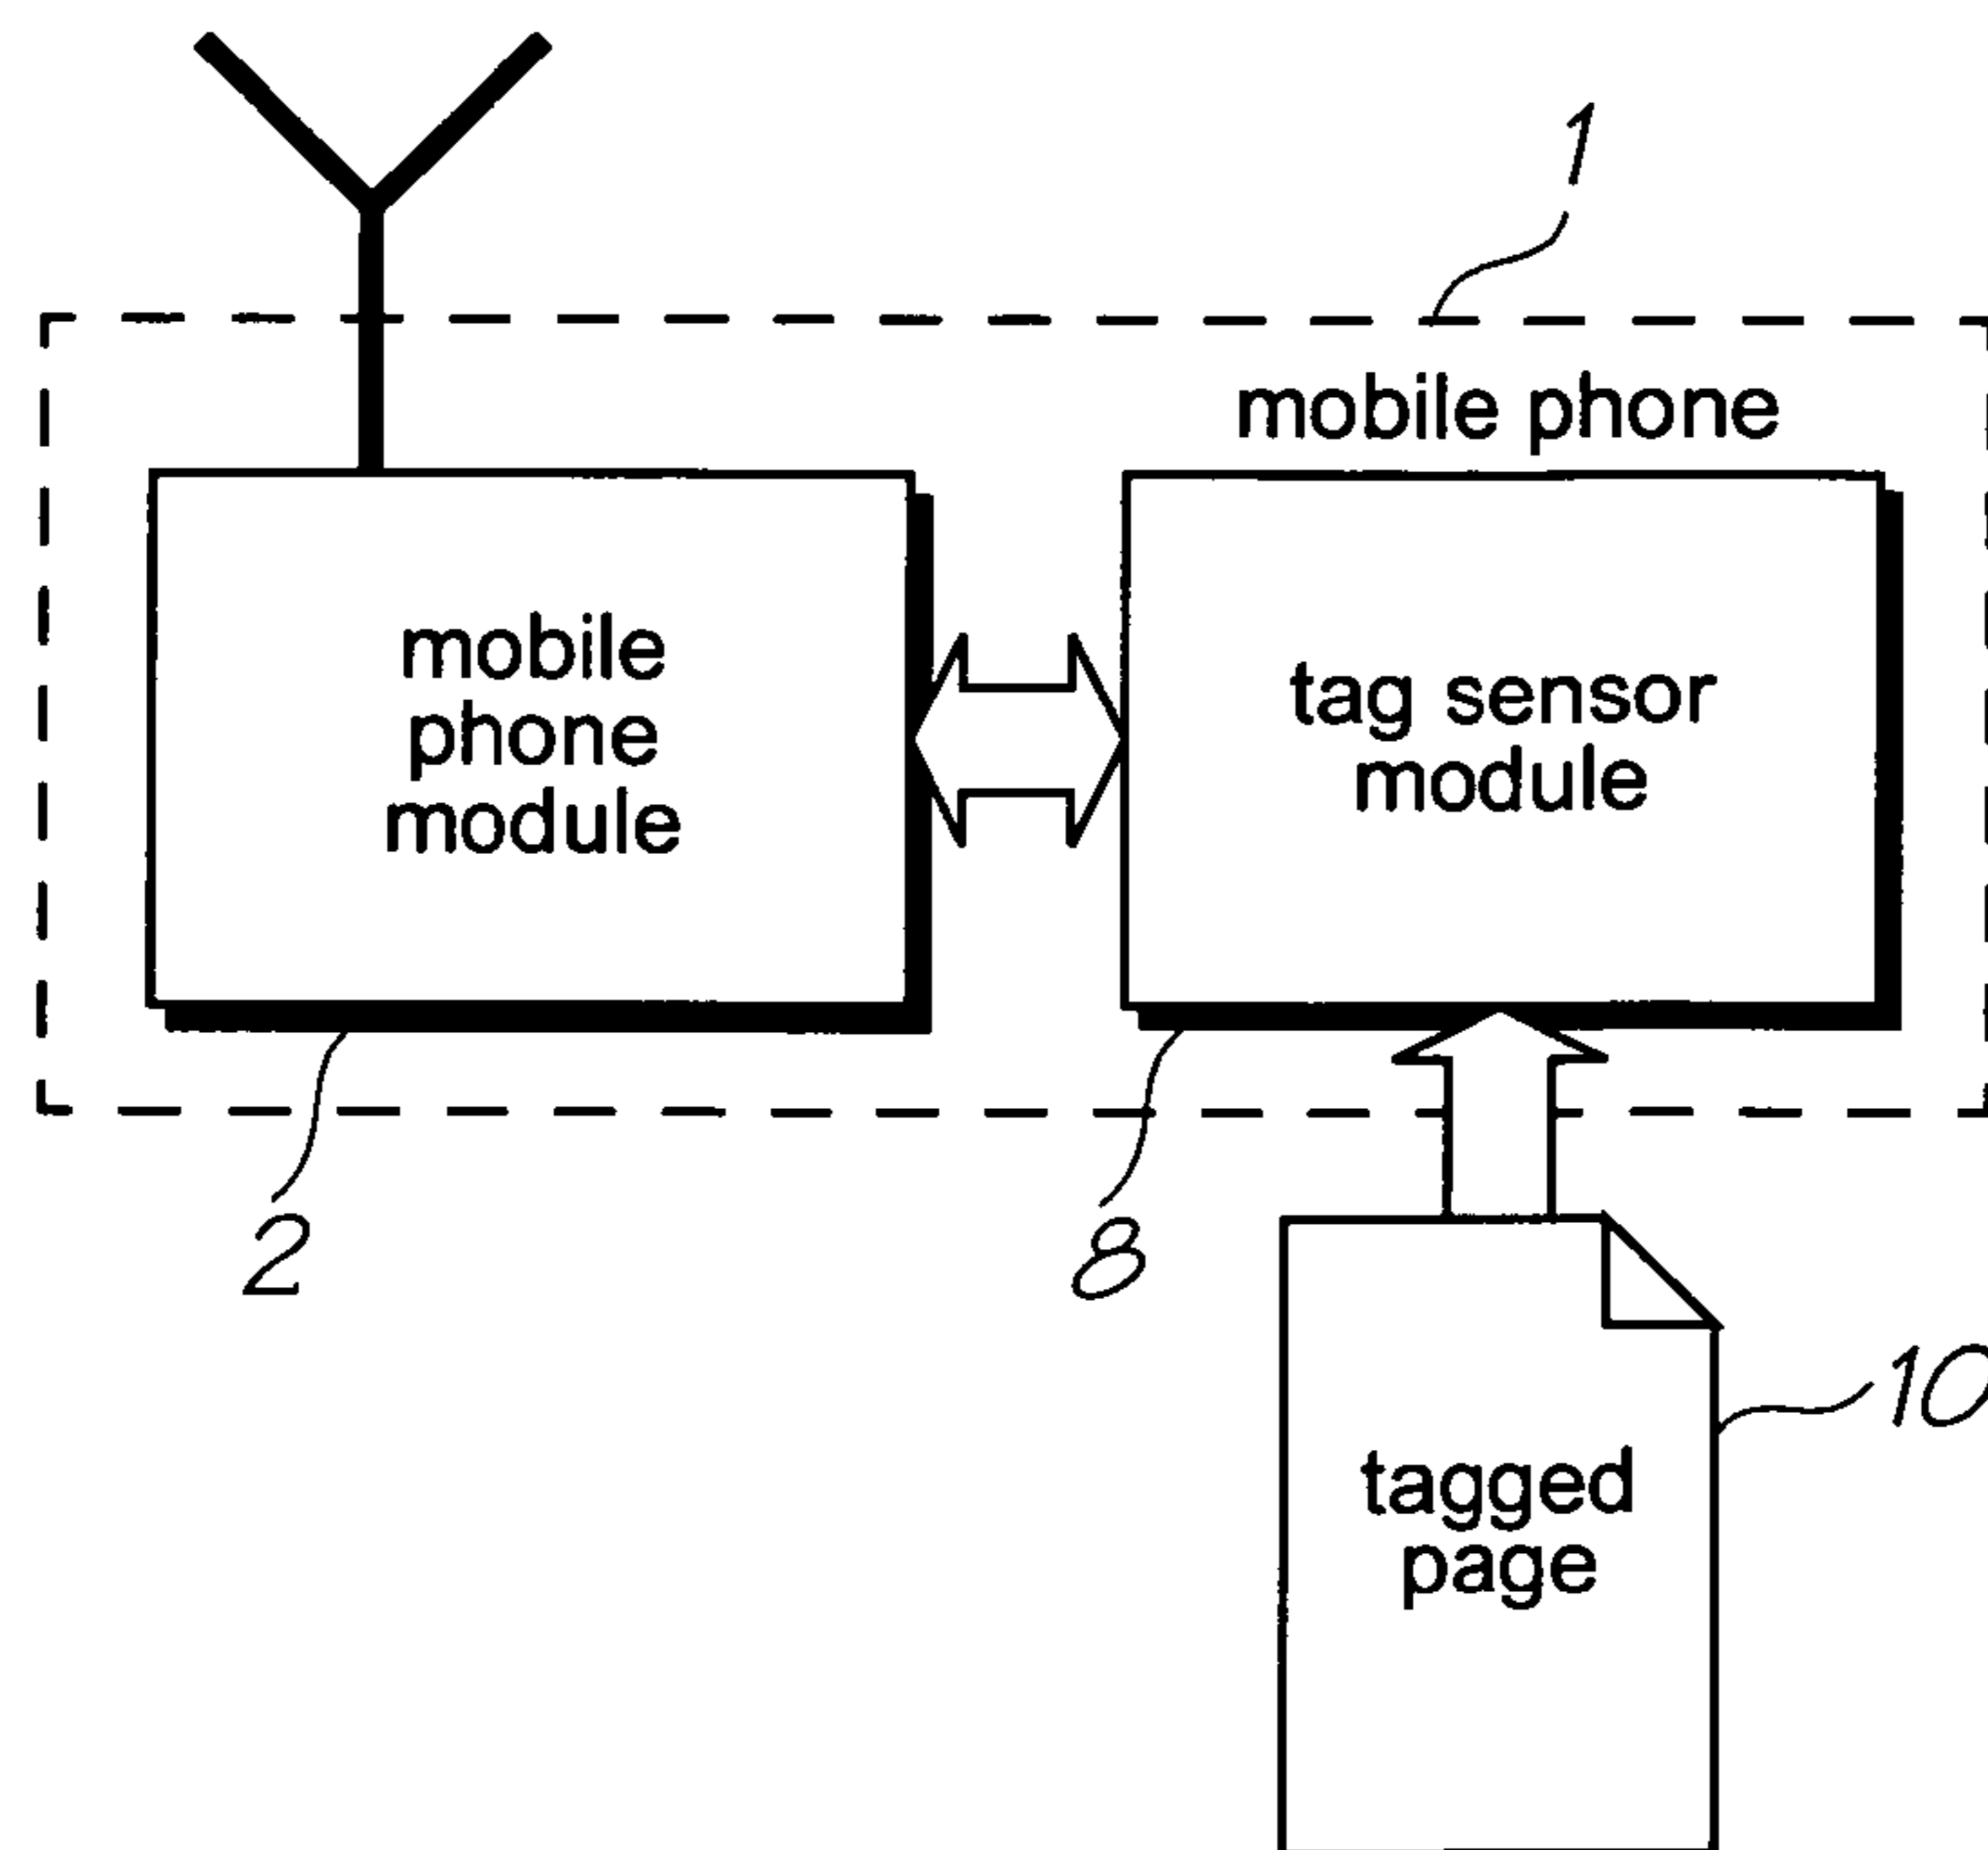 1
mobile phone
mobile
phone
module
tag sensor
module
2
8
10
tagged
page